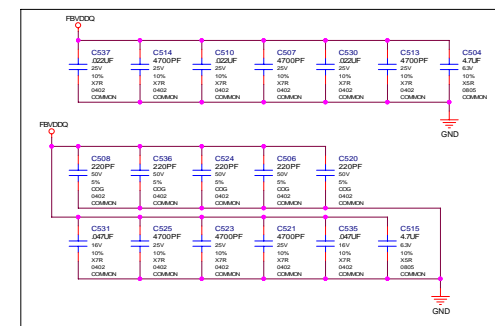 FBVDDQ
C537
.022UF
25V
10%
X7R
0402
COMMON
C514
4700PF
25V
10%
X7R
0402
COMMON
C510
.022UF
25V
10%
X7R
0402
COMMON
C507
4700PF
25V
10%
X7R
0402
COMMON
C530
.022UF
25V
10%
X7R
0402
COMMON
C513
4700PF
25V
10%
X7R
0402
COMMON
C504
4.7UF
6.3V
10%
X5R
0805
COMMON
GND
FBVDDQ
C508
220PF
50V
5%
COG
0402
COMMON
C536
220PF
50V
5%
COG
0402
COMMON
C524
220PF
50V
5%
COG
0402
COMMON
C506
220PF
50V
5%
COG
0402
COMMON
C520
220PF
50V
5%
COG
0402
COMMON
C531
.047UF
16V
10%
X7R
0402
COMMON
C525
4700PF
25V
10%
X7R
0402
COMMON
C523
4700PF
25V
10%
X7R
0402
COMMON
C521
4700PF
25V
10%
X7R
0402
COMMON
C535
.047UF
16V
10%
X7R
0402
COMMON
C515
4.7UF
6.3V
10%
X5R
0805
COMMON
GND